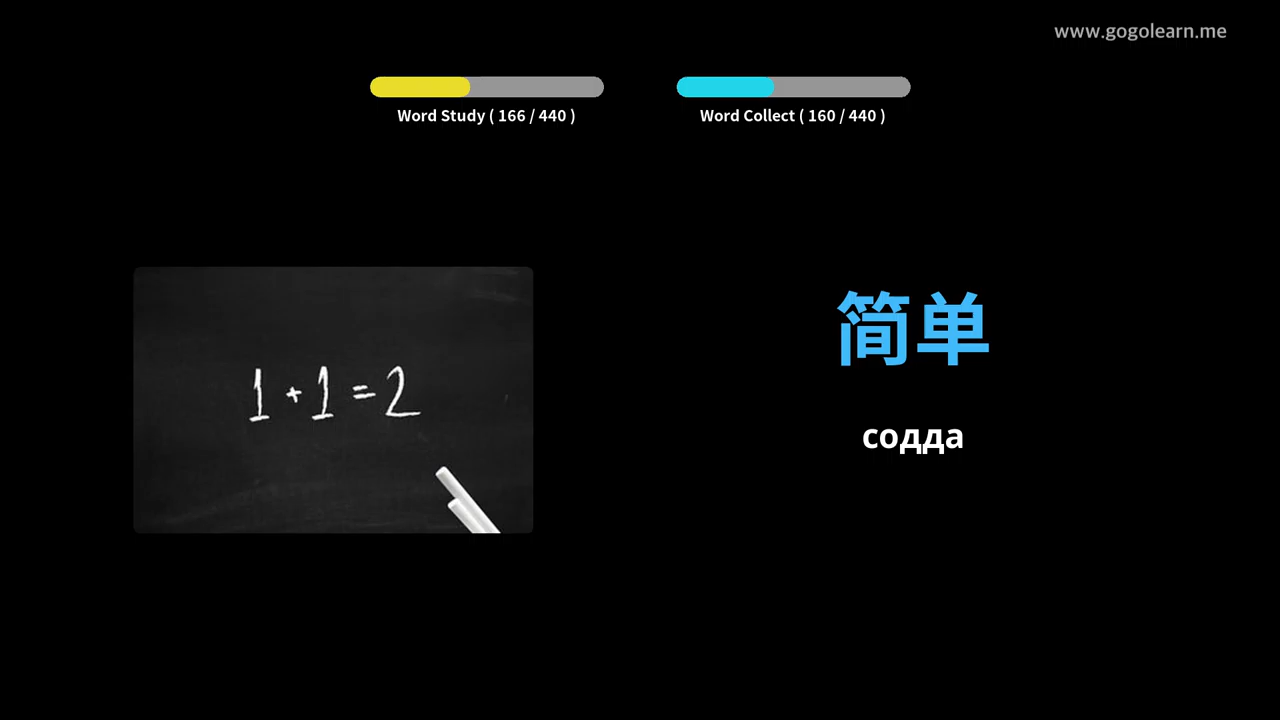 www.gogolearn.me
Word Study ( 166 / 440 )
Word Collect ( 160 / 440 )
1 + 1 = 2
简单
содда